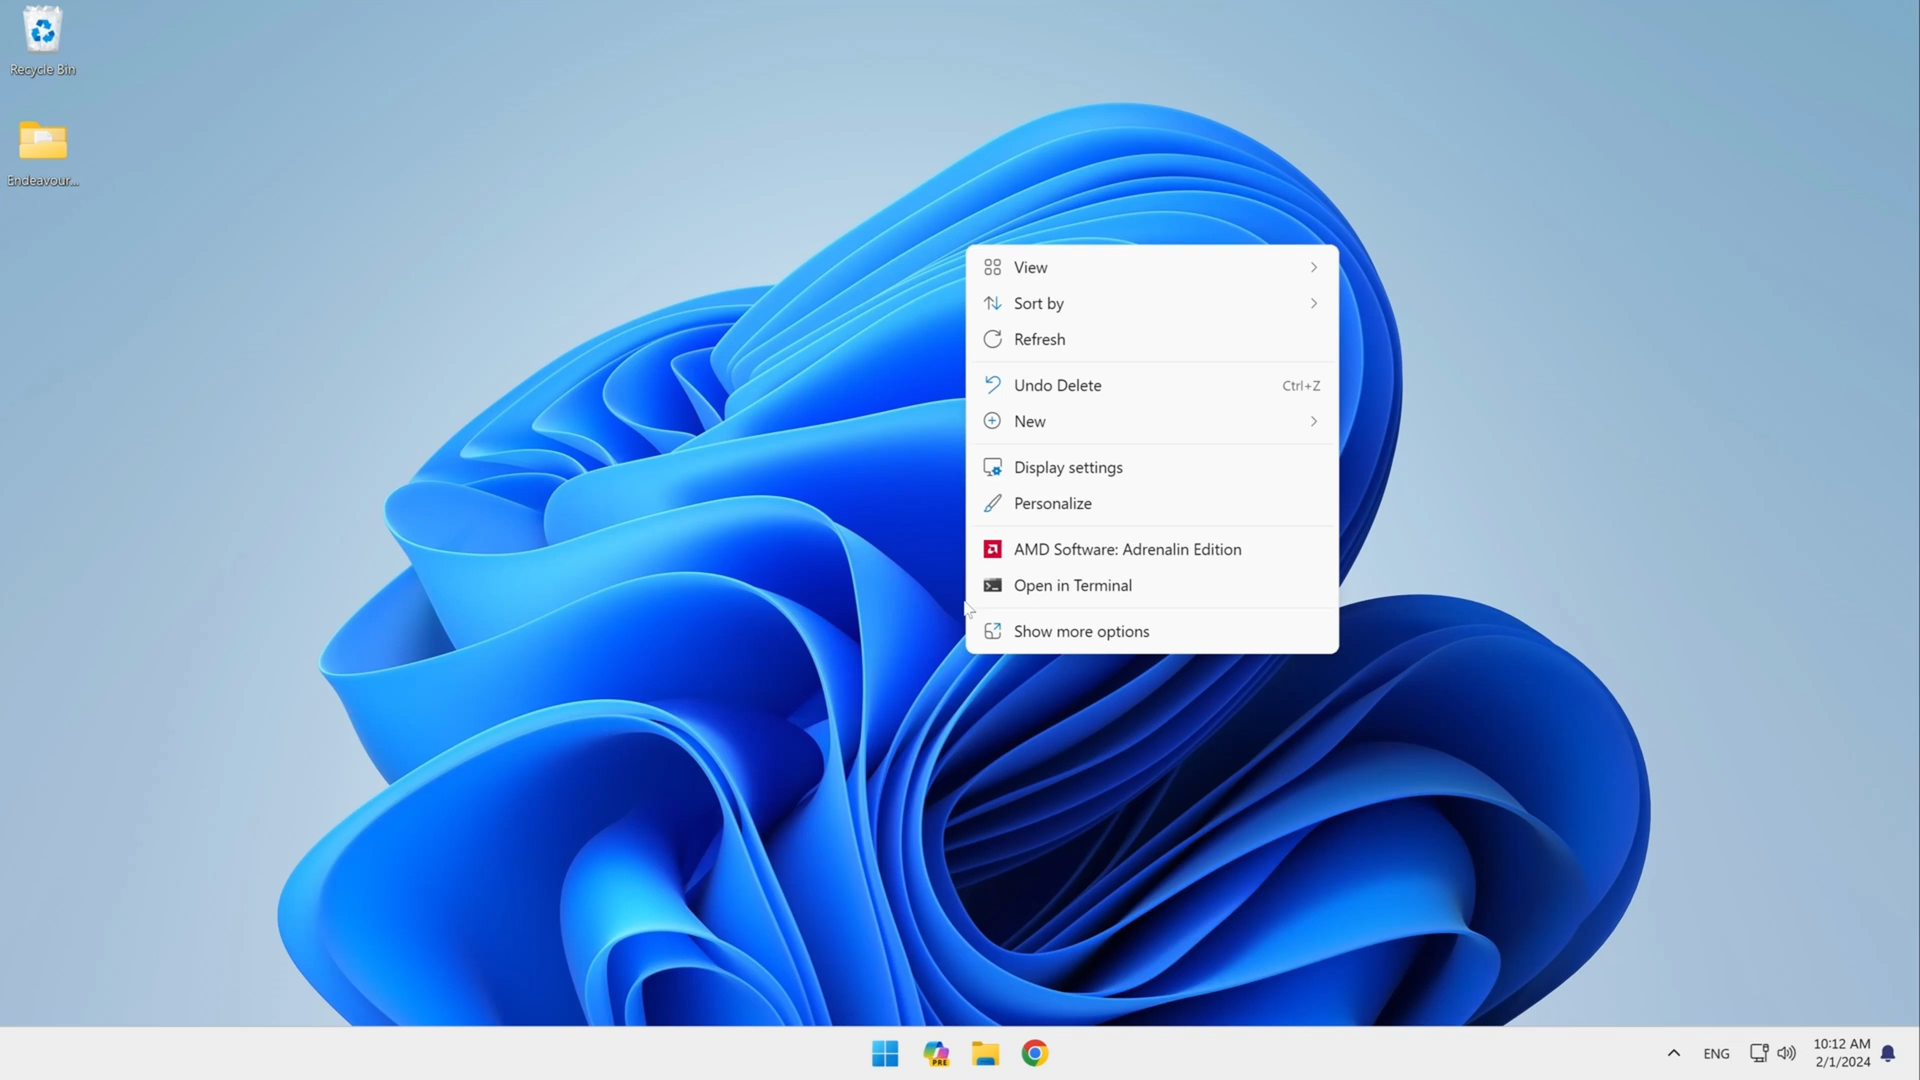 Recycle Bin
Endeavour...
View
Sort by
Refresh
Undo Delete Ctrl+Z
New
Display settings
Personalize
AMD Software: Adrenalin Edition
Open in Terminal
Show more options
PRE
ENG
10:12 AM
2/1/2024